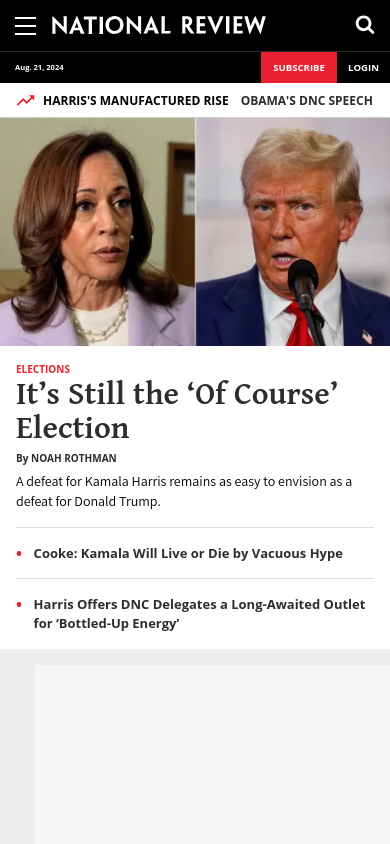 NATIONAL REVIEW
Aug. 21, 2024
SUBSCRIBE
LOGIN
HARRIS'S MANUFACTURED RISE
OBAMA'S DNC SPEECH
ELECTIONS
It’s Still the ‘Of Course’
Election
By NOAH ROTHMAN
A defeat for Kamala Harris remains as easy to envision as a
defeat for Donald Trump.
• Cooke: Kamala Will Live or Die by Vacuous Hype
• Harris Offers DNC Delegates a Long-Awaited Outlet
for ‘Bottled-Up Energy’